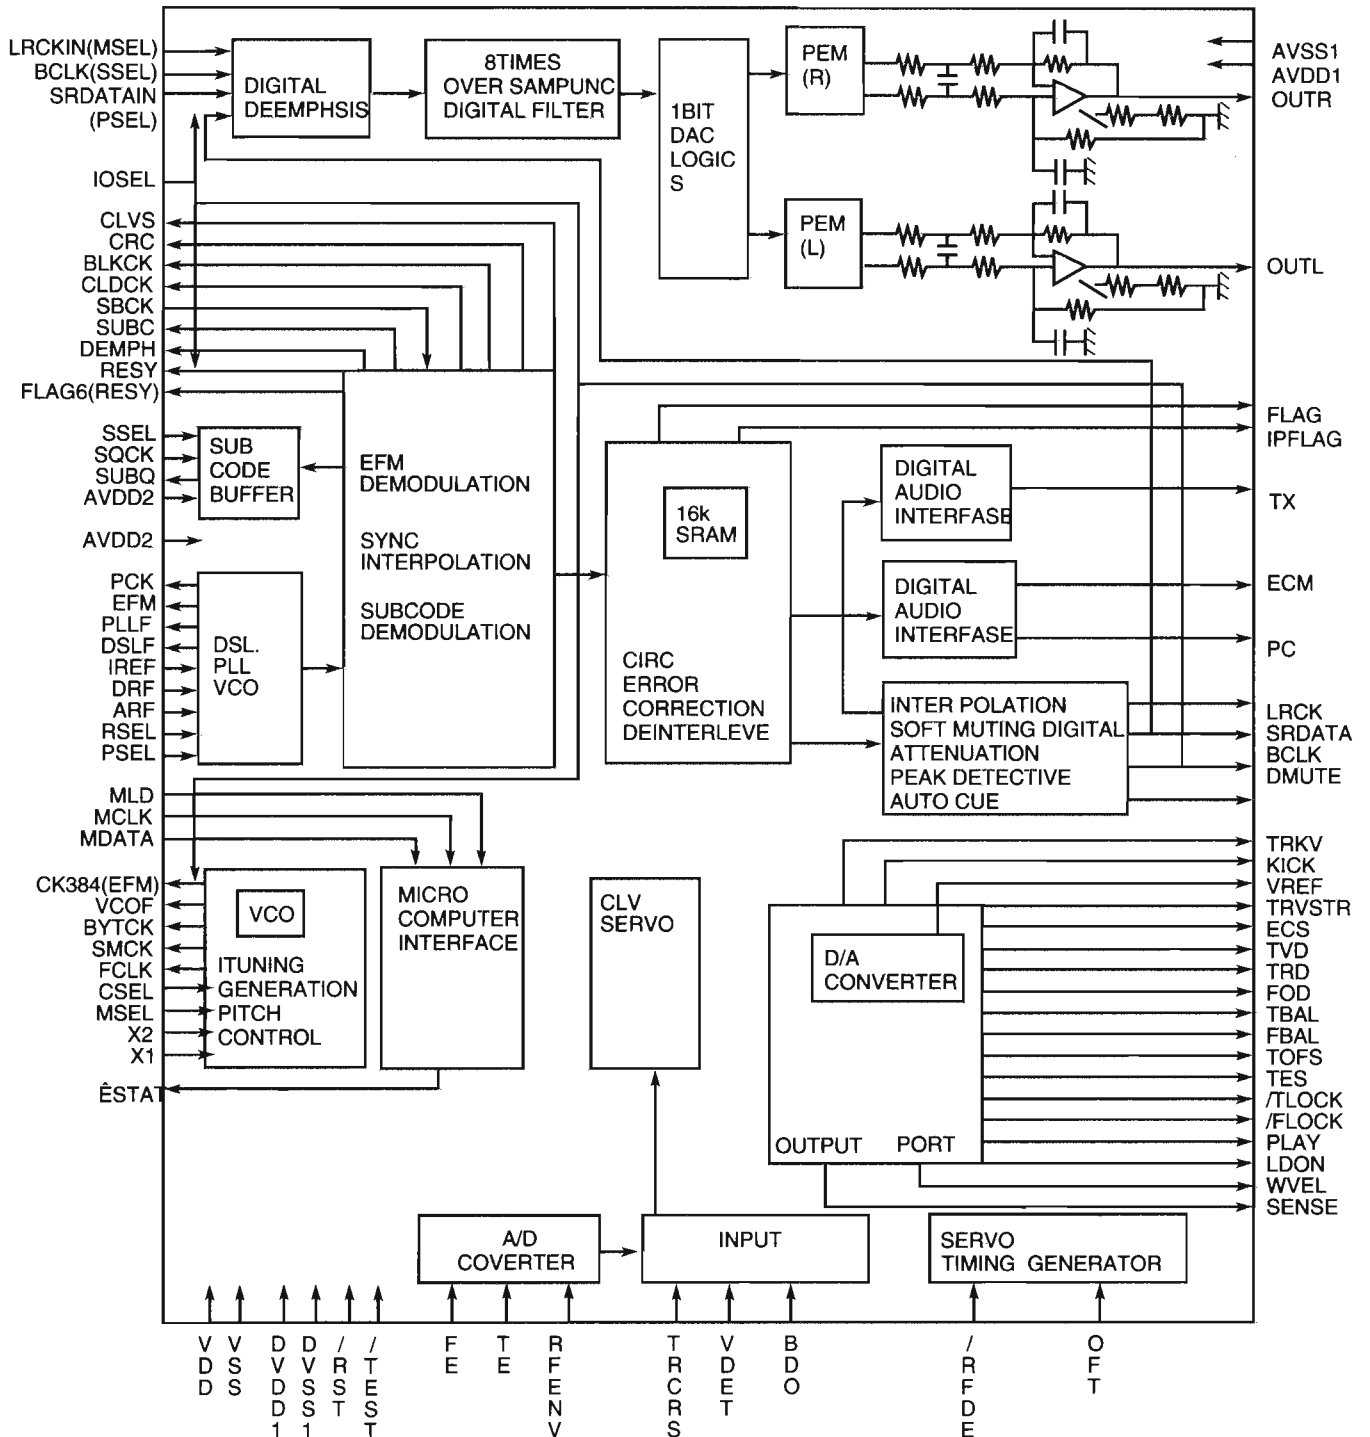 LRCKIN(MSEL)
BCLK(SSEL)
SRDATAIN
(PSEL)
IOSEL
CLVS
CRC
BLKCK
CLDCK
SBCK
SUBC
DEMPH
RESY
FLAG6(RESY)
SSEL
SQCK
SUBQ
AVDD2
AVDD2
PCK
EFM
PLLF
DSLF
IREF
DRF
ARF
RSEL
PSEL
MLD
MCLK
MDATA
CK384(EFM)
VCOF
BYTCK
SMCK
FCLK
CSEL
MSEL
X2
X1
ÊSTAT
DIGITAL
DEEMPHSIS
8TIMES
OVER SAMPUNC
DIGITAL FILTER
1BIT
DAC
LOGIC
S
PEM
(R)
PEM
(L)
SUB
CODE
BUFFER
EFM
DEMODULATION
SYNC
INTERPOLATION
SUBCODE
DEMODULATION
DSL.
PLL
VCO
16k
SRAM
CIRC
ERROR
CORRECTION
DEINTERLEVE
DIGITAL
AUDIO
INTERFASE
DIGITAL
AUDIO
INTERFASE
INTER POLATION
SOFT MUTING DIGITAL
ATTENUATION
PEAK DETECTIVE
AUTO CUE
VCO
ITUNING
GENERATION
PITCH
CONTROL
MICRO
COMPUTER
INTERFACE
CLV
SERVO
D/A
CONVERTER
OUTPUT PORT
A/D
COVERTER
INPUT
SERVO
TIMING GENERATOR
AVSS1
AVDD1
OUTR
OUTL
FLAG
IPFLAG
TX
ECM
PC
LRCK
SRDATA
BCLK
DMUTE
TRKV
KICK
VREF
TRVSTR
ECS
TVD
TRD
FOD
TBAL
FBAL
TOFS
TES
/TLOCK
/FLOCK
PLAY
LDON
WVEL
SENSE
VDD
VSS
DVDD1
DVSS1
/RST
/TEST
FE
TE
RFENV
TRCRS
VDET
BDO
/RFDE
OFT